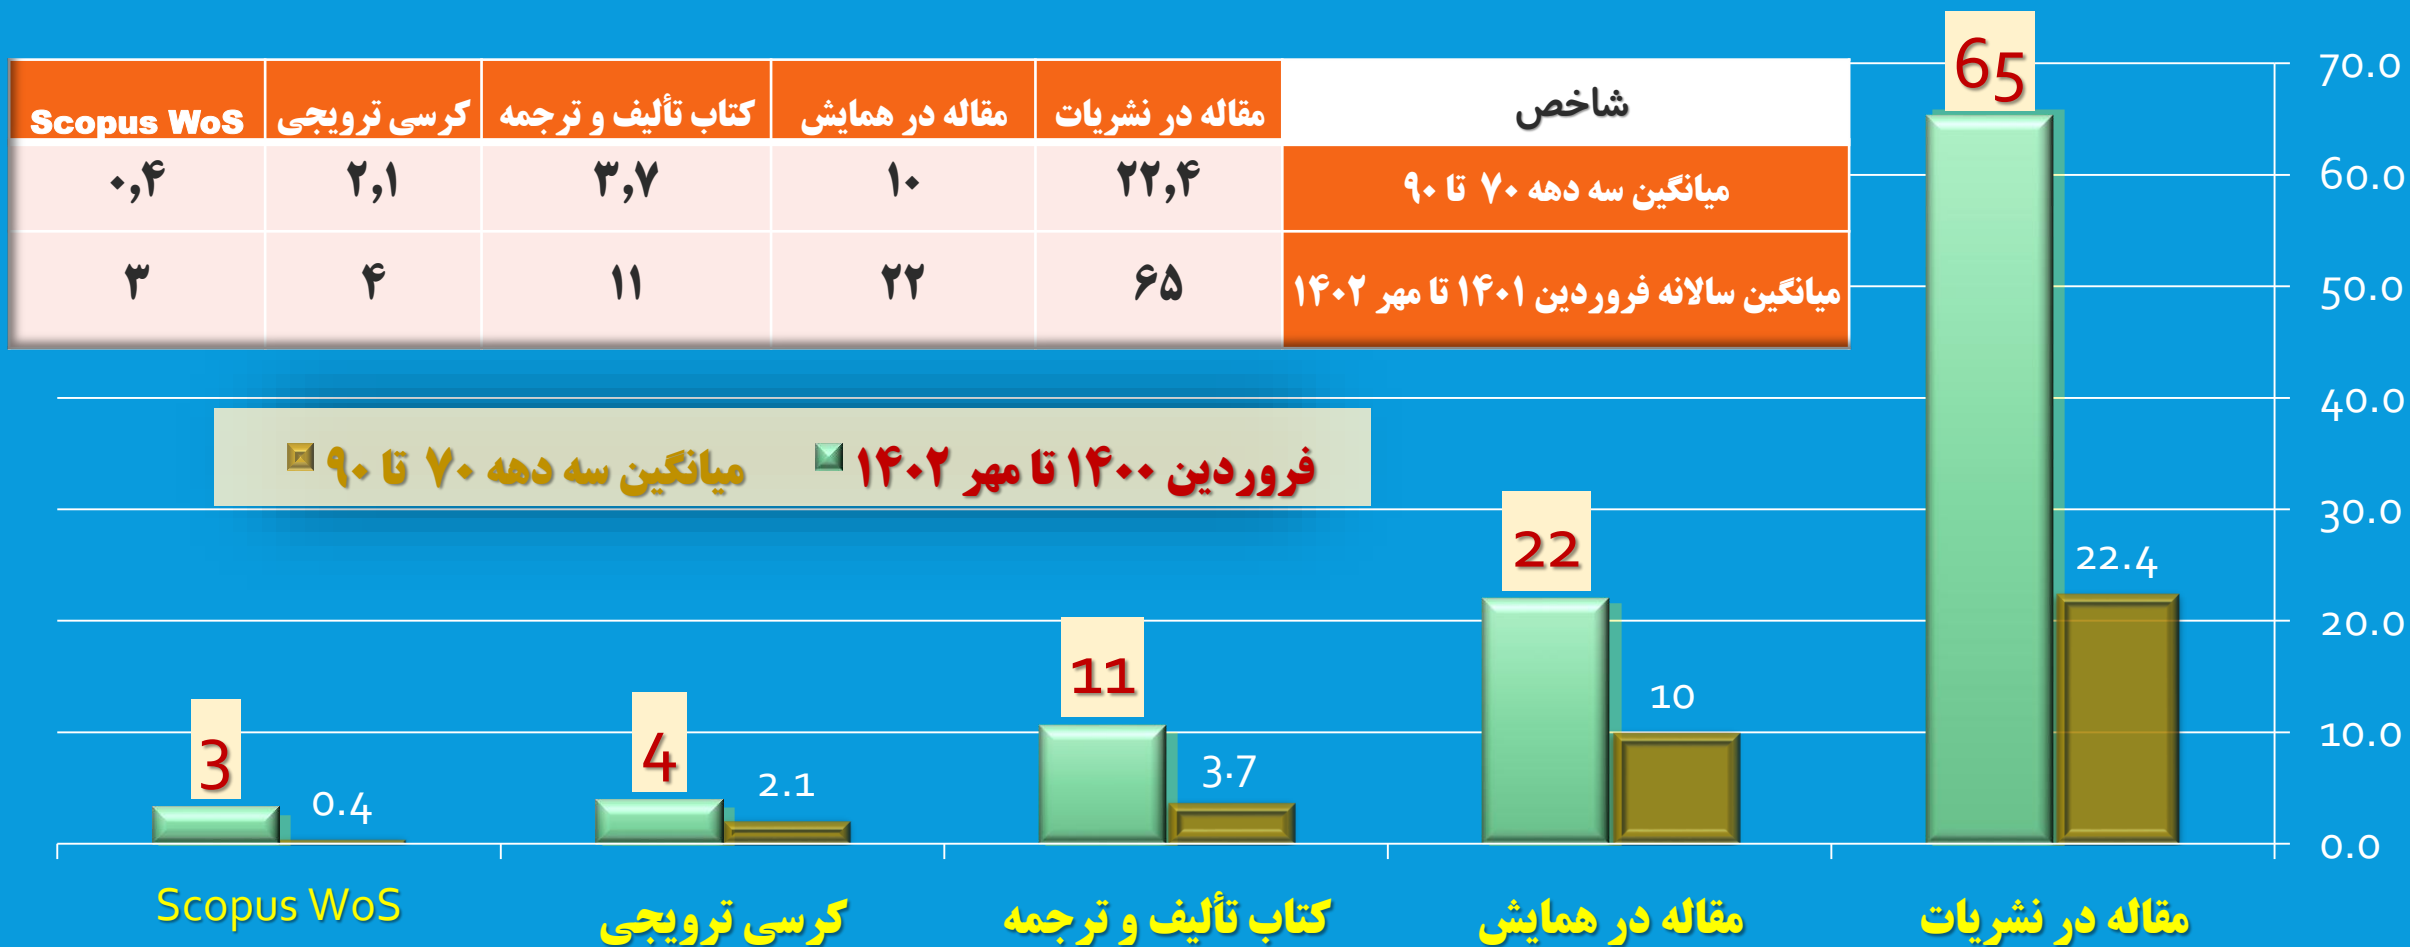 شاخص مقاله در نشریات مقاله در همایش کتاب تألیف و ترجمه کرسی ترویجی Scopus WoS
میانگین سه دهه ۷۰ تا ۹۰ ۲۲,۴ ۱۰ ۳,۷ ۲,۱ ۰,۴
میانگین سالانه فروردین ۱۴۰۱ تا مهر ۱۴۰۲ ۶۵ ۲۲ ۱۱ ۴ ۳
فروردین ۱۴۰۰ تا مهر ۱۴۰۲ میانگین سه دهه ۷۰ تا ۹۰
70.0
60.0
50.0
40.0
30.0
20.0
10.0
0.0
65 22.4
22 10
11 3.7
4 2.1
3 0.4
مقاله در نشریات مقاله در همایش کتاب تألیف و ترجمه کرسی ترویجی Scopus WoS